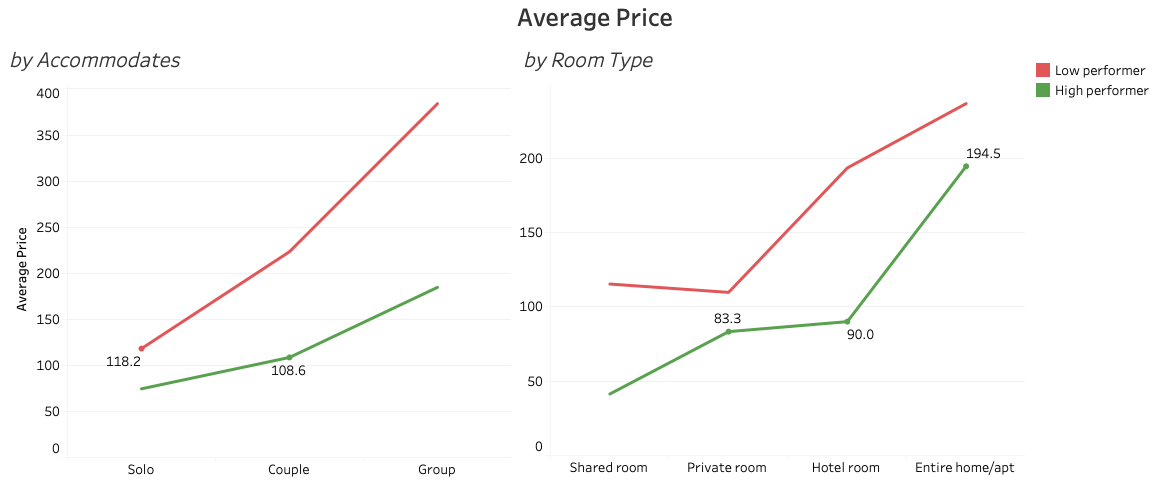 Average Price
by Accommodates
by Room Type
Low performer
High performer
Average Price
400
350
300
250
200
150
100
50
0
118.2
108.6
Solo
Couple
Group
200
150
100
50
0
83.3
90.0
194.5
Shared room
Private room
Hotel room
Entire home/apt